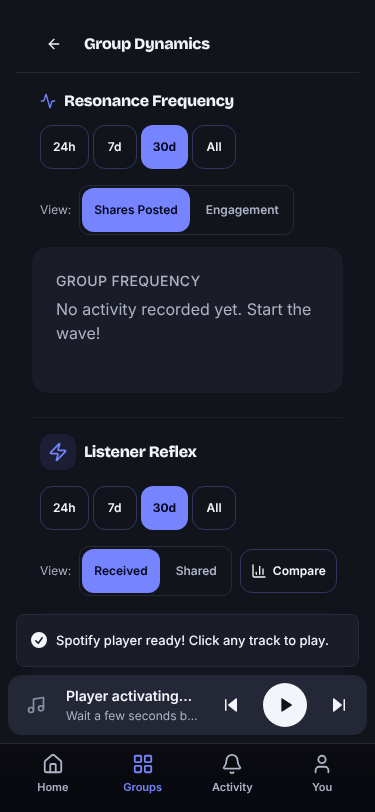 Group Dynamics
Resonance Frequency
24h 7d 30d All
View: Shares Posted Engagement
GROUP FREQUENCY
No activity recorded yet. Start the
wave!
Listener Reflex
24h 7d 30d All
View: Received Shared Compare
Spotify player ready! Click any track to play.
Player activating...
Wait a few seconds b...
Home Groups Activity You